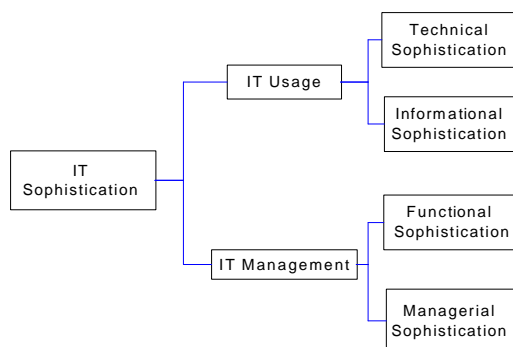 IT
Sophistication
IT Usage
Technical
Sophistication
Informational
Sophistication
IT Management
Functional
Sophistication
Managerial
Sophistication